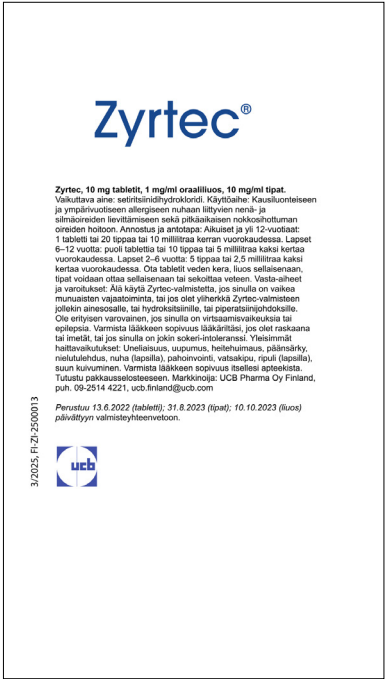 Zyrtec®
Zyrtec, 10 mg tabletit, 1 mg/ml oraaliliuos, 10 mg/ml tipat.
Vaikuttava aine: setiritsiinidihydrokloridi. Käyttöaihe: Kausiluonteiseen
ja ympärivuotiseen allergiseen nuhaan liittyvien nenä- ja
silmäoireiden lievittämiseen sekä pitkäaikaisen nokkosihottuman
oireiden hoitoon. Annostus ja antotapa: Aikuiset ja yli 12-vuotiaat:
1 tabletti tai 20 tippaa tai 10 millilitraa kerran vuorokaudessa. Lapset
6–12 vuotta: puoli tablettia tai 10 tippaa tai 5 millilitraa kaksi kertaa
vuorokaudessa. Lapset 2–6 vuotta: 5 tippaa tai 2,5 millilitraa kaksi
kertaa vuorokaudessa. Ota tabletit veden kera, liuos sellaisenaan,
tipat voidaan ottaa sellaisenaan tai sekoittaa veteen. Vasta-aiheet
ja varoitukset: Älä käytä Zyrtec-valmistetta, jos sinulla on vaikea
munuaisten vajaatoiminta, tai jos olet yliherkkä Zyrtec-valmisteen
jollekin ainesosalle, tai hydroksitsiinille, tai piperatsiinijohdoksille.
Ole erityisen varovainen, jos sinulla on virtsaamisvaikeuksia tai
epilepsia. Varmista lääkkeen sopivuus lääkäriltäsi, jos olet raskaana
tai imetät, tai jos sinulla on jokin sokeri-intoleranssi. Yleisimmät
haittavaikutukset: Uneliaisuus, uupumus, heitehuimaus, päänsärky,
nielutulehdus, nuha (lapsilla), pahoinvointi, vatsakipu, ripuli (lapsilla),
suun kuivuminen. Varmista lääkkeen sopivuus itsellesi apteekista.
Tutustu pakkausselosteeseen. Markkinoija: UCB Pharma Oy Finland,
puh. 09-2514 4221, ucb.finland@ucb.com
Perustuu 13.6.2022 (tabletti); 31.8.2023 (tipat); 10.10.2023 (liuos)
päivättyyn valmisteyhteenvetoon.
3/2025, FI-ZI-2500013
ucb